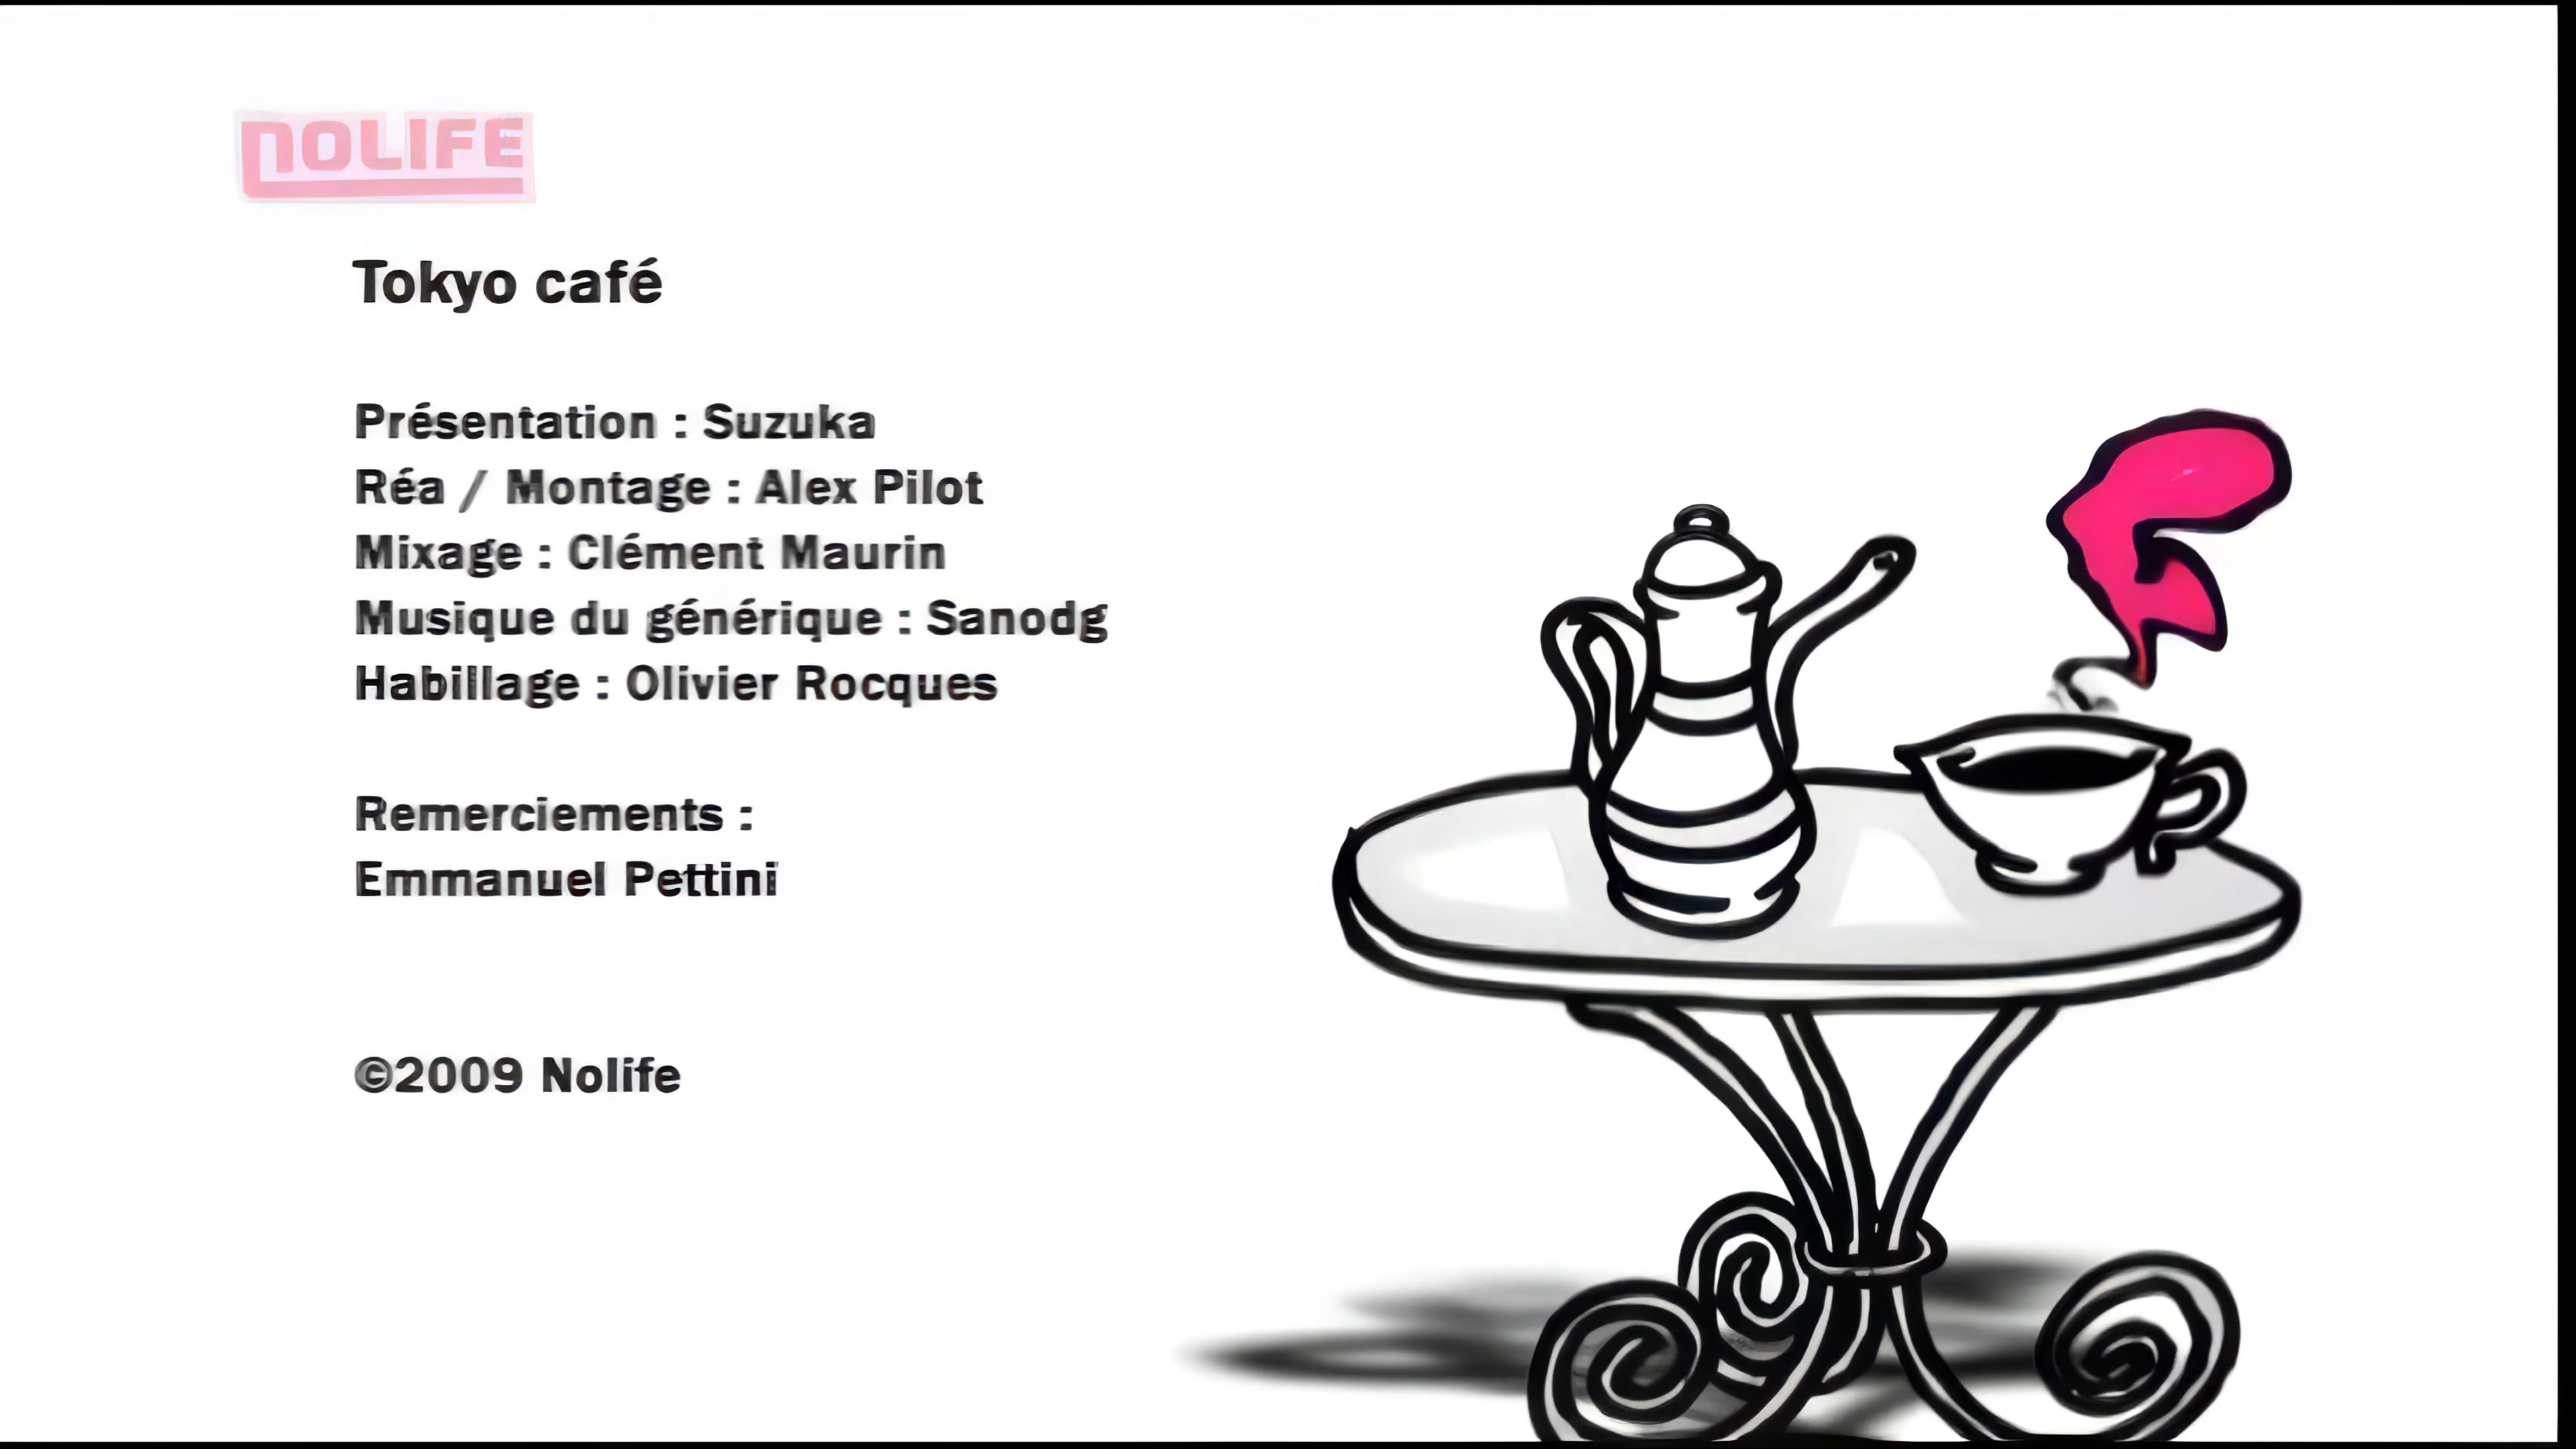 NOLIFE
Tokyo café
Présentation : Suzuka
Réa / Montage : Alex Pilot
Mixage : Clément Maurin
Musique du générique : Sanodg
Habillage : Olivier Rocques
Remerciements :
Emmanuel Pettini
©2009 Nolife